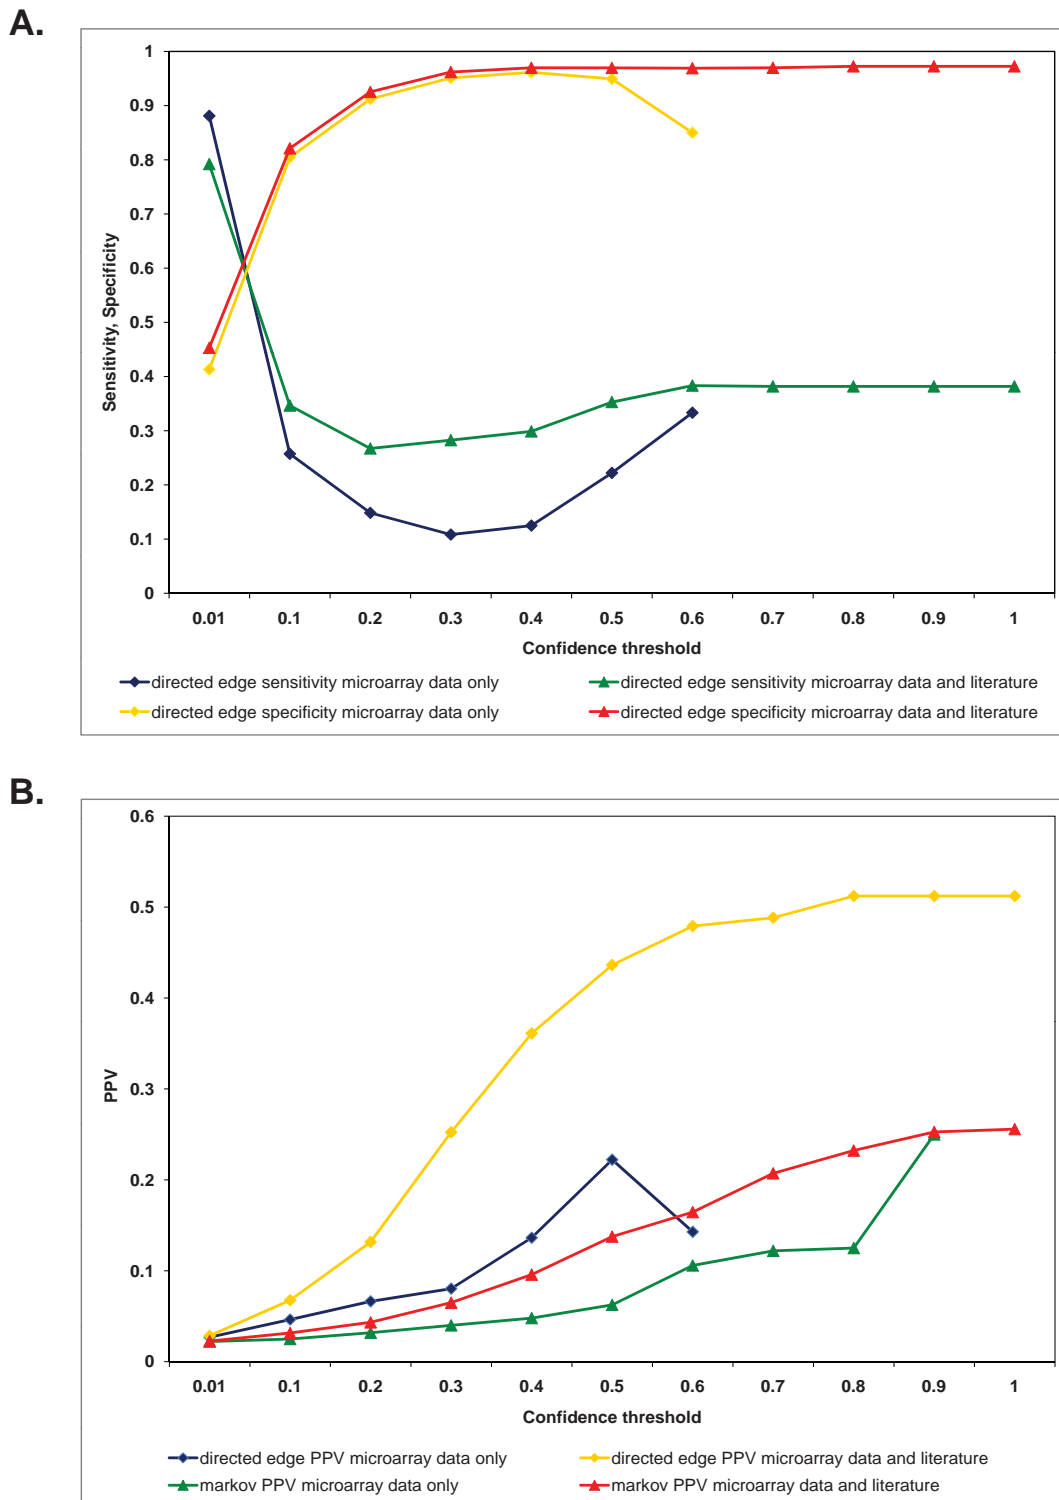 A.
1
0.9
0.8
0.7
0.6
0.5
0.4
0.3
0.2
0.1
0
Sensitivity, Specificity
0.01 0.1 0.2 0.3 0.4 0.5 0.6 0.7 0.8 0.9 1
Confidence threshold
directed edge sensitivity microarray data only
directed edge sensitivity microarray data and literature
directed edge specificity microarray data only
directed edge specificity microarray data and literature
B.
0.6
0.5
0.4
0.3
0.2
0.1
0
PPV
0.01 0.1 0.2 0.3 0.4 0.5 0.6 0.7 0.8 0.9 1
Confidence threshold
directed edge PPV microarray data only
directed edge PPV microarray data and literature
markov PPV microarray data only
markov PPV microarray data and literature